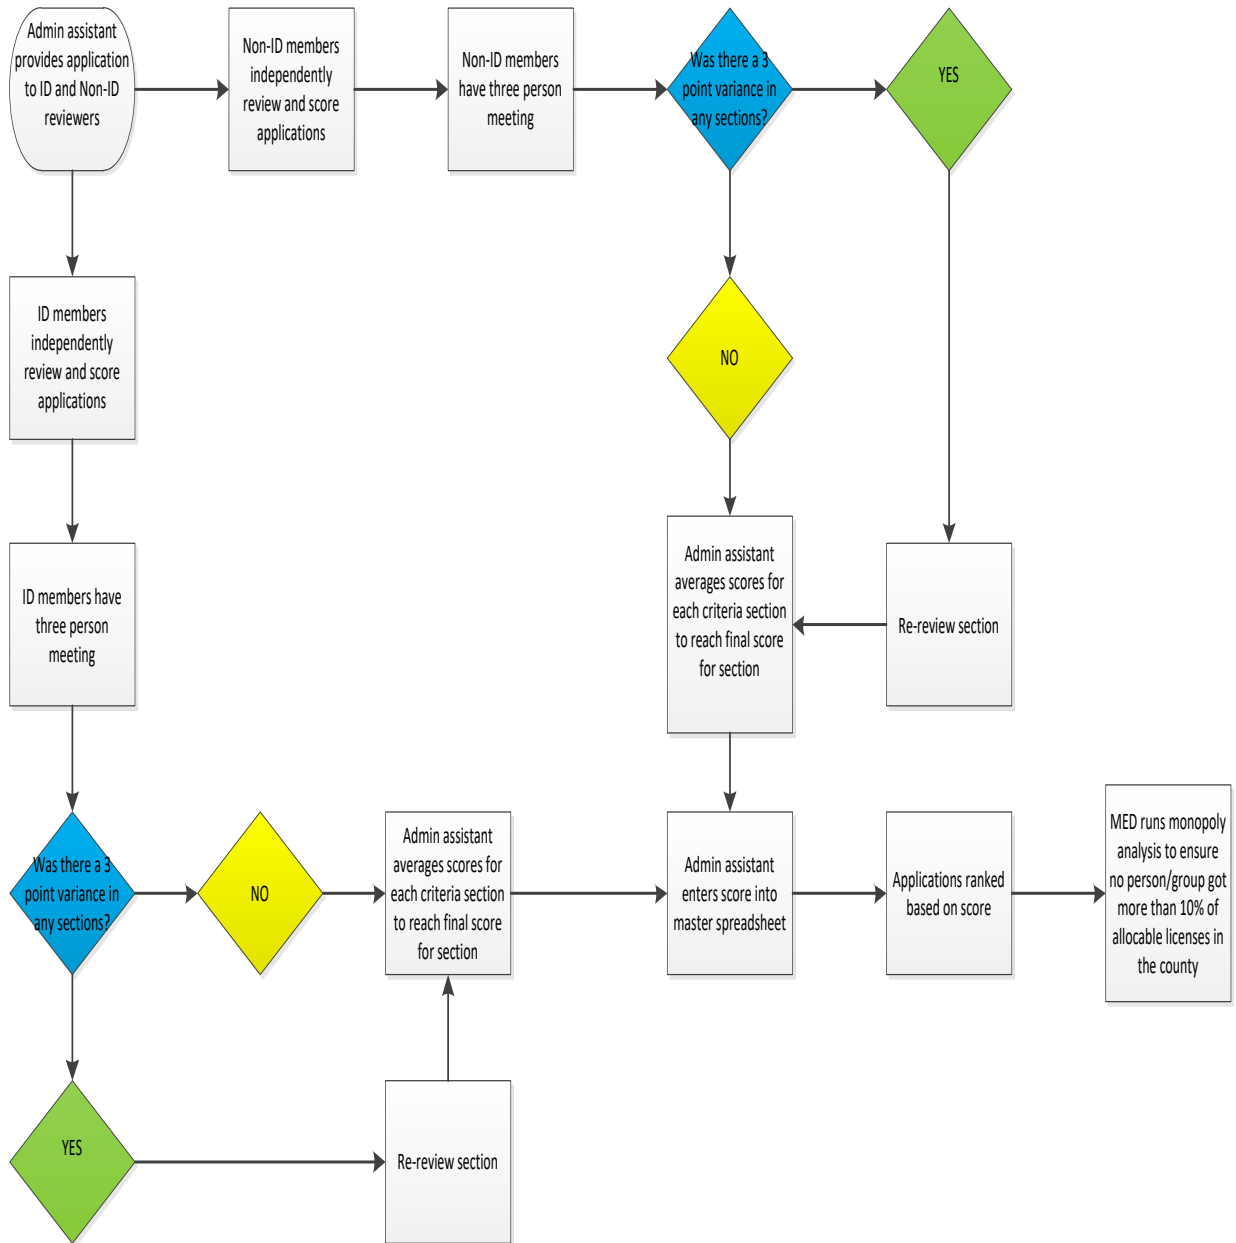 Admin assistant
provides application
to ID and Non-ID
reviewers
Non-ID members
independently
review and score
applications
Non-ID members
have three person
meeting
Was there a 3
point variance in
any sections?
YES
ID members
independently
review and score
applications
NO
ID members have
three person
meeting
Admin assistant
averages scores for
each criteria section
to reach final score
for section
Re-review section
Was there a 3
point variance in
any sections?
NO
Admin assistant
averages scores for
each criteria section
to reach final score
for section
Admin assistant
enters score into
master spreadsheet
Applications ranked
based on score
MED runs monopoly
analysis to ensure
no person/group got
more than 10% of
allocable licenses in
the county
YES
Re-review section